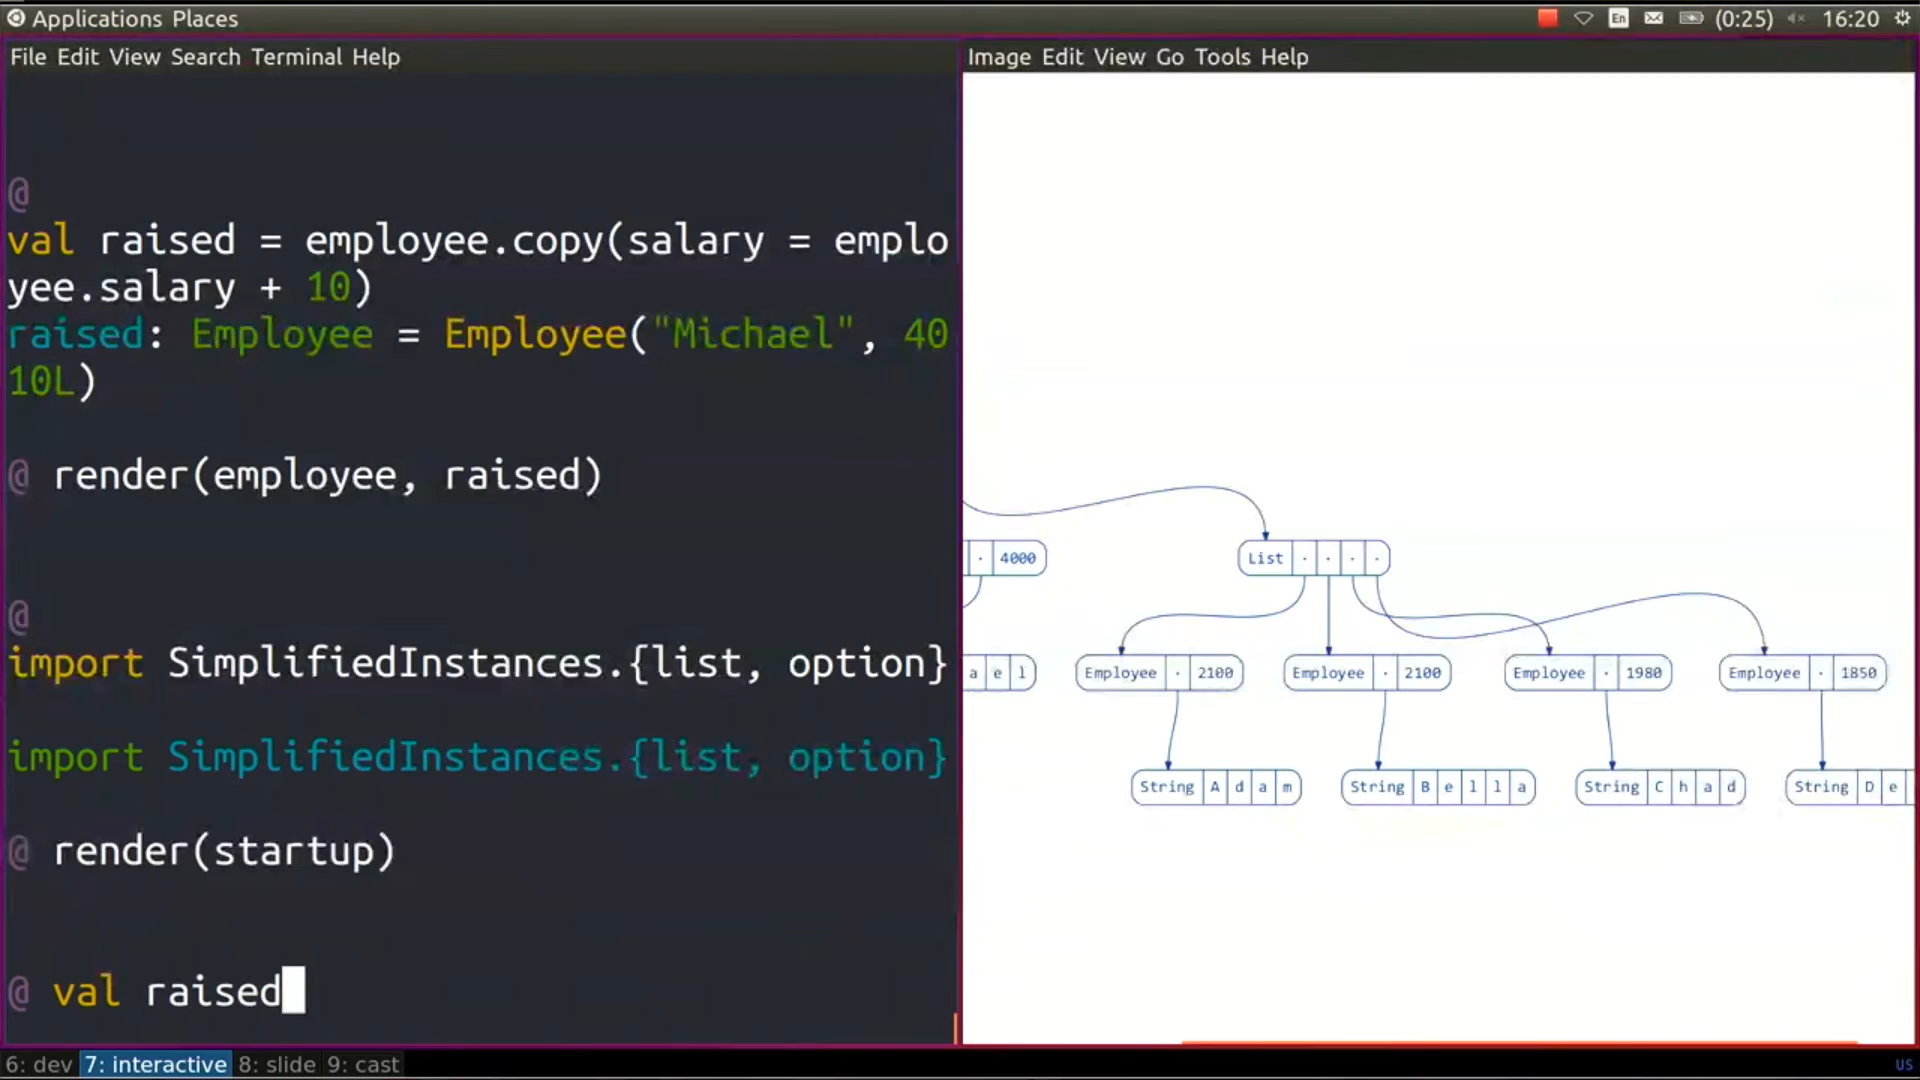 Applications Places
En (0:25) 16:20
File Edit View Search Terminal Help
@
val raised = employee.copy(salary = emplo
yee.salary + 10)
raised: Employee = Employee("Michael", 40
10L)
@ render(employee, raised)
@
import SimplifiedInstances.{list, option}
import SimplifiedInstances.{list, option}
@ render(startup)
@ val raised
Image Edit View Go Tools Help
· 4000
List · · · ·
a e l
Employee · 2100
Employee · 2100
Employee · 1980
Employee · 1850
String A d a m
String B e l l a
String C h a d
String D e
6: dev 7: interactive 8: slide 9: cast
US